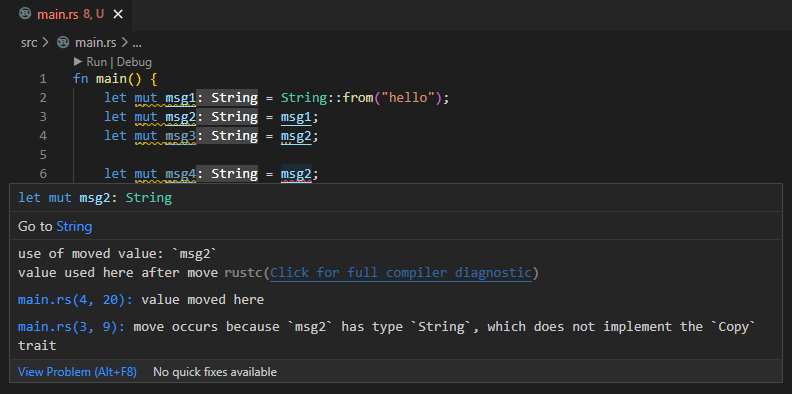 main.rs 8, U
src > main.rs > ...
Run | Debug
1 fn main() {
2 let mut msg1: String = String::from("hello");
3 let mut msg2: String = msg1;
4 let mut msg3: String = msg2;
5
6 let mut msg4: String = msg2;
let mut msg2: String
Go to String
use of moved value: `msg2`
value used here after move rustc(Click for full compiler diagnostic)
main.rs(4, 20): value moved here
main.rs(3, 9): move occurs because `msg2` has type `String`, which does not implement the `Copy`
trait
View Problem (Alt+F8) No quick fixes available